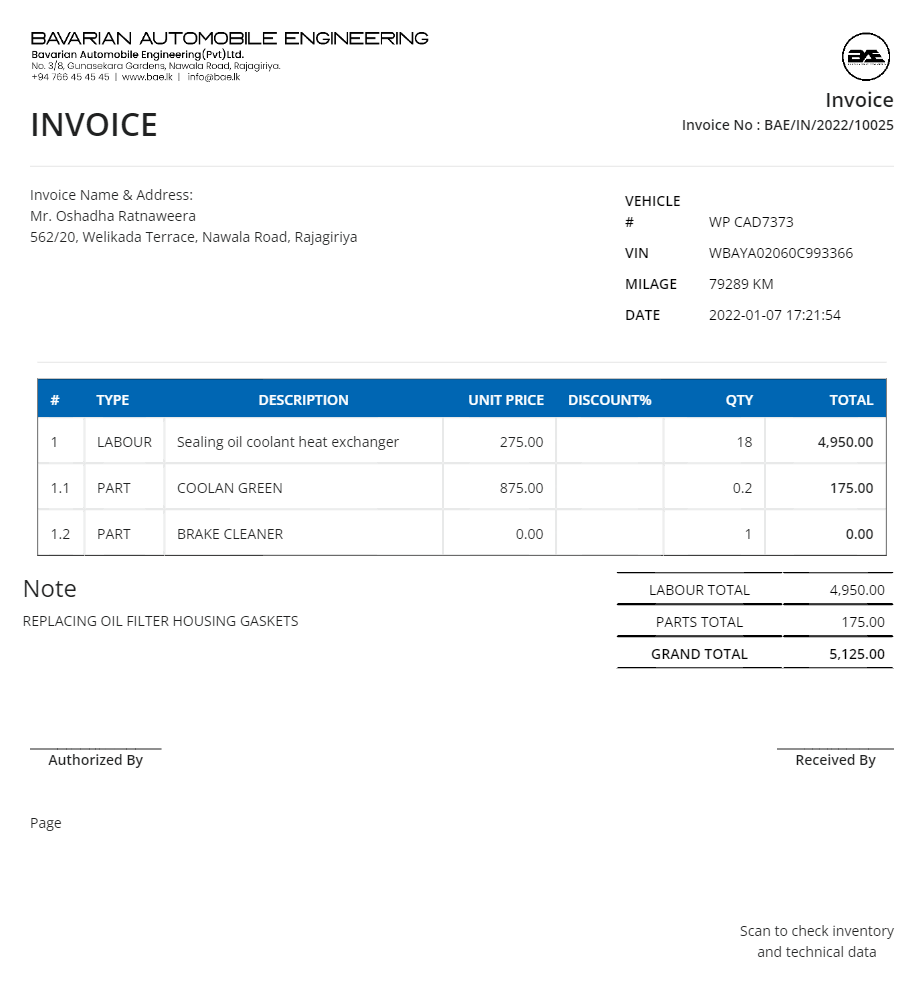 BAVARIAN AUTOMOBILE ENGINEERING
Bavarian Automobile Engineering(Pvt)Ltd.
No. 3/8, Gunasekara Gardens, Nawala Road, Rajagiriya.
+94 766 45 45 45 | www.bae.lk | info@bae.lk
BAE
Invoice
INVOICE
Invoice No : BAE/IN/2022/10025
Invoice Name & Address:
Mr. Oshadha Ratnaweera
562/20, Welikada Terrace, Nawala Road, Rajagiriya
VEHICLE
# WP CAD7373
VIN WBAYA02060C993366
MILAGE 79289 KM
DATE 2022-01-07 17:21:54
# TYPE DESCRIPTION UNIT PRICE DISCOUNT% QTY TOTAL
1 LABOUR Sealing oil coolant heat exchanger 275.00 18 4,950.00
1.1 PART COOLAN GREEN 875.00 0.2 175.00
1.2 PART BRAKE CLEANER 0.00 1 0.00
Note
REPLACING OIL FILTER HOUSING GASKETS
LABOUR TOTAL 4,950.00
PARTS TOTAL 175.00
GRAND TOTAL 5,125.00
Authorized By
Received By
Page
Scan to check inventory
and technical data